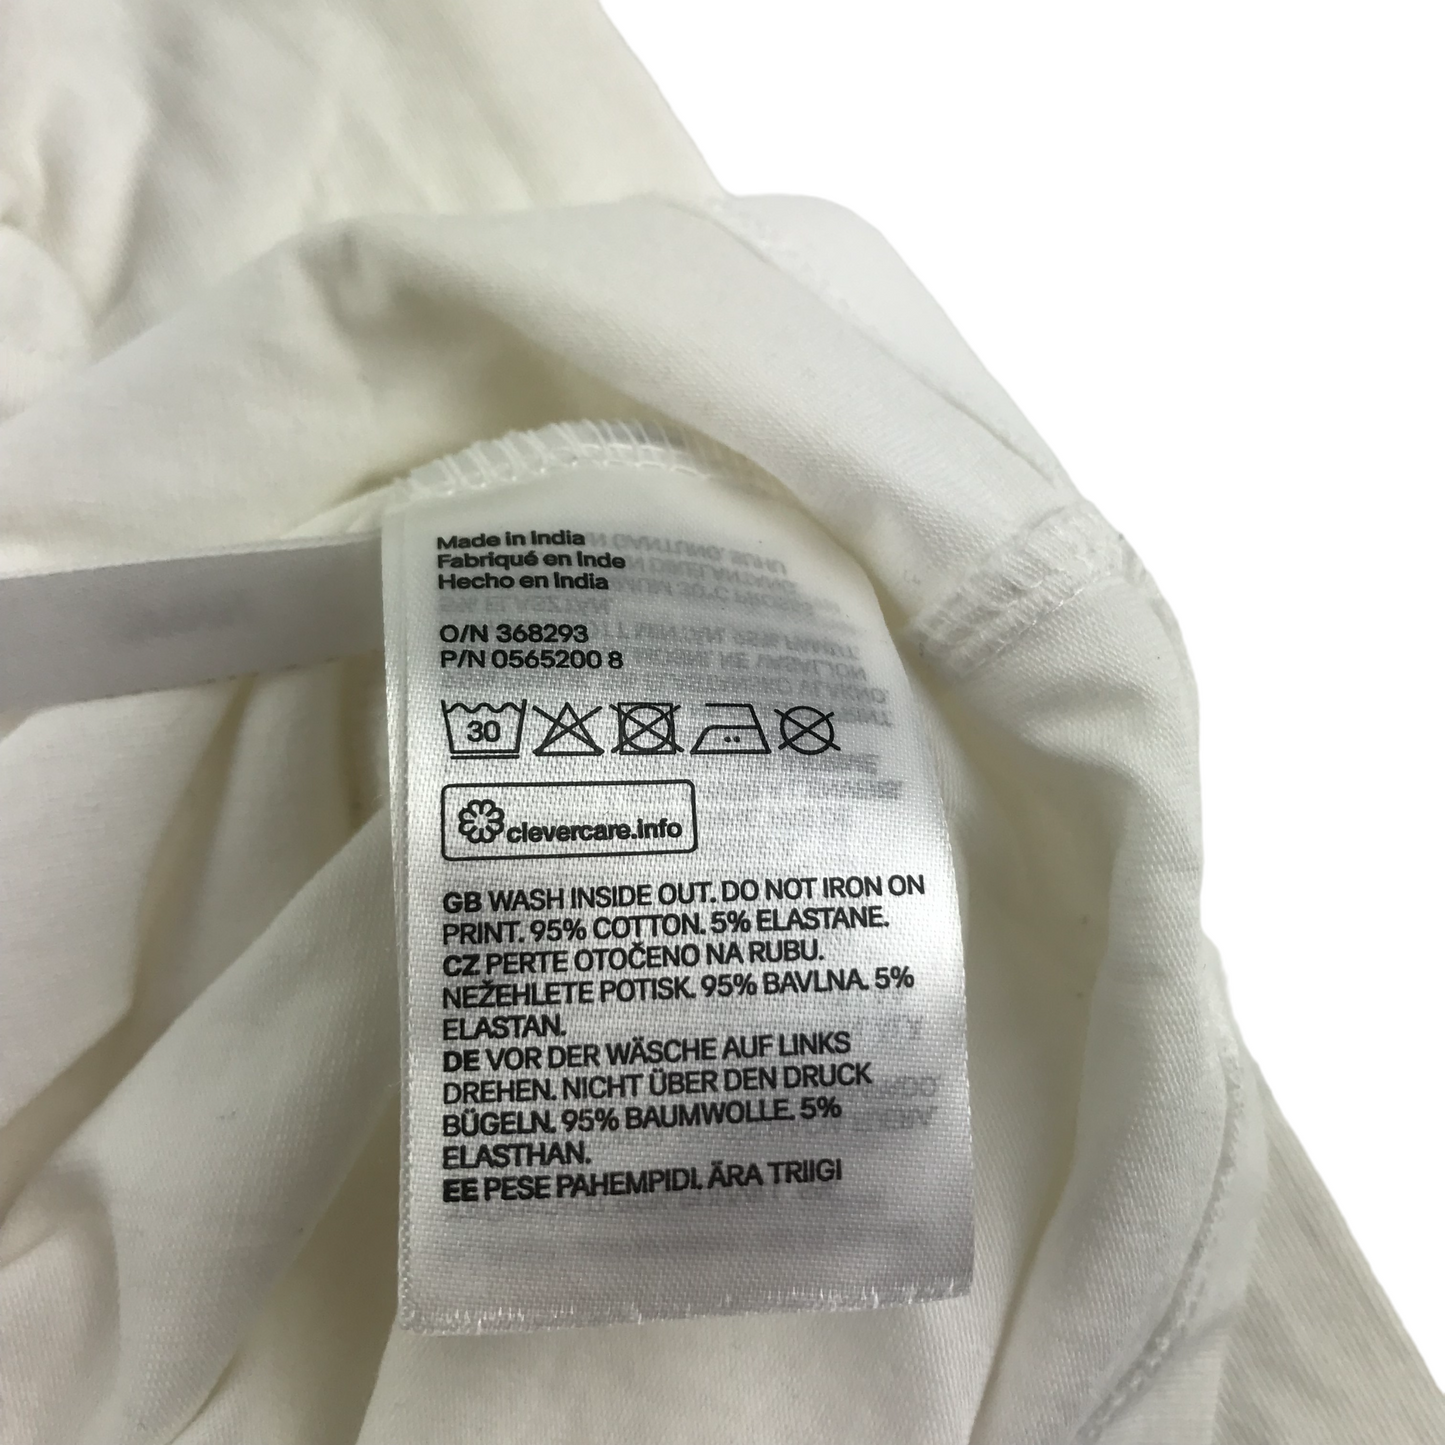 Made in India
Fabriqué en Inde
Hecho en India
O/N 368293
P/N 0565200 8
30
clevercare.info
GB WASH INSIDE OUT. DO NOT IRON ON
PRINT. 95% COTTON. 5% ELASTANE.
CZ PERTE OTOČENO NA RUBU.
NEŽEHLETE POTISK. 95% BAVLNA. 5%
ELASTAN.
DE VOR DER WÄSCHE AUF LINKS
DREHEN. NICHT ÜBER DEN DRUCK
BÜGELN. 95% BAUMWOLLE. 5%
ELASTHAN.
EE PESE PAHEMPIDI. ÄRA TRIIGI